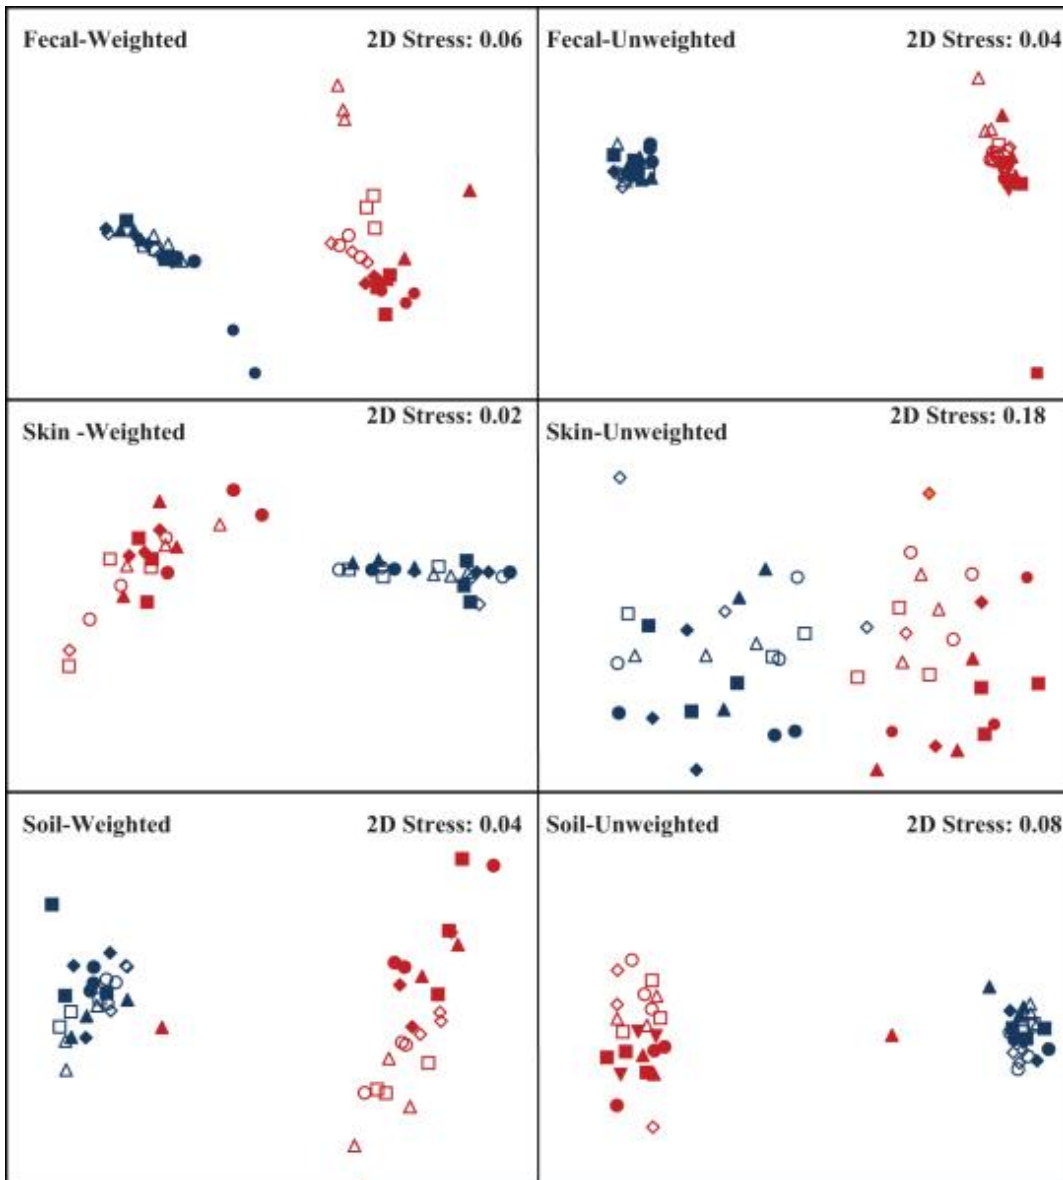 Fecal-Weighted 2D Stress: 0.06
Fecal-Unweighted 2D Stress: 0.04
Skin -Weighted 2D Stress: 0.02
Skin-Unweighted 2D Stress: 0.18
Soil-Weighted 2D Stress: 0.04
Soil-Unweighted 2D Stress: 0.08